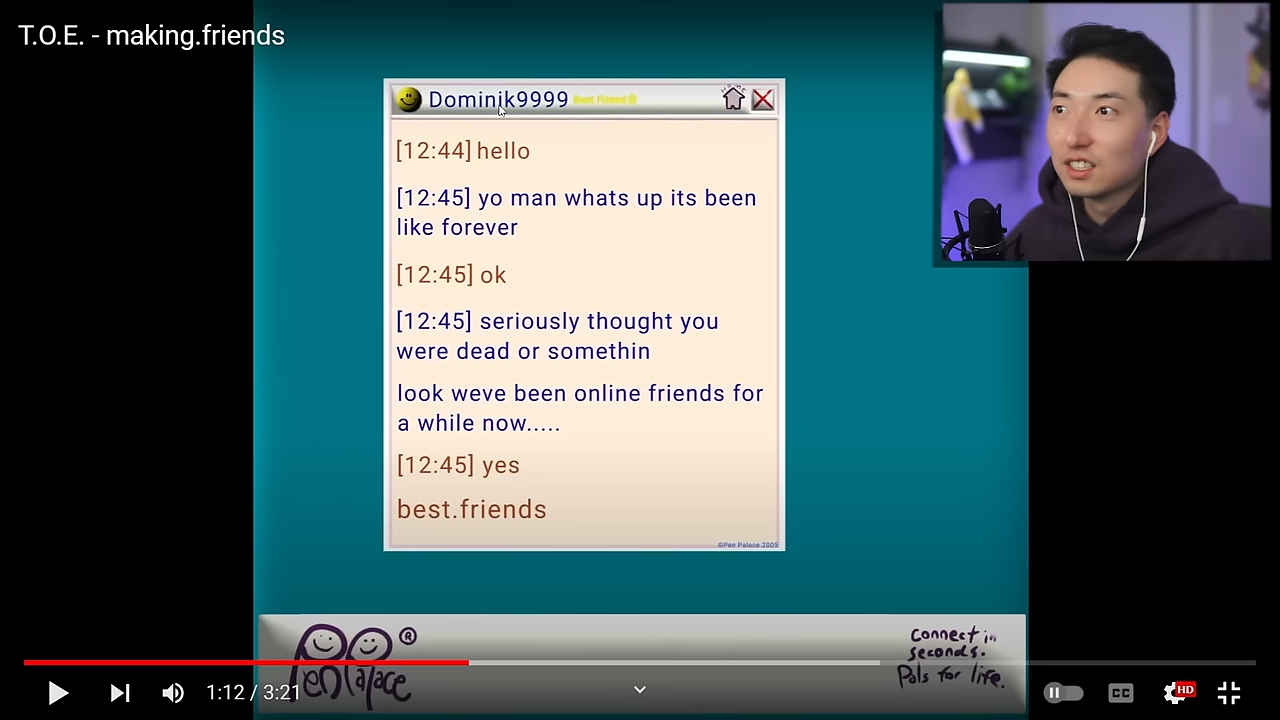 T.O.E. - making.friends
Dominik9999 Best Friend
[12:44] hello
[12:45] yo man whats up its been
like forever
[12:45] ok
[12:45] seriously thought you
were dead or somethin
look weve been online friends for
a while now.....
[12:45] yes
best.friends
©Pen Palace 2005
Pen Palace ®
Connect in
seconds.
Pals for life.
1:12 / 3:21
CC
HD